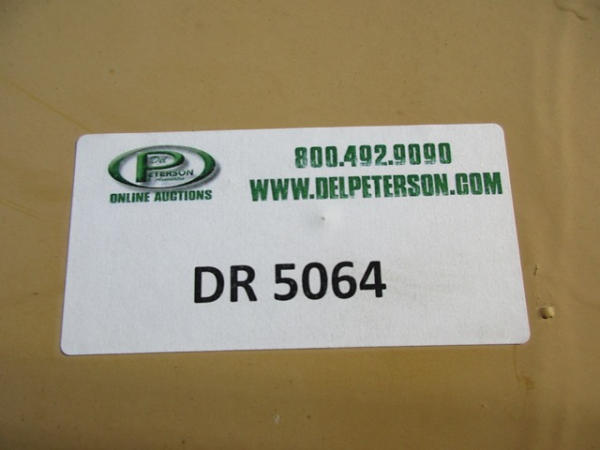 Del
PETERSON
ONLINE AUCTIONS
800.492.9090
WWW.DELPETERSON.COM
DR 5064